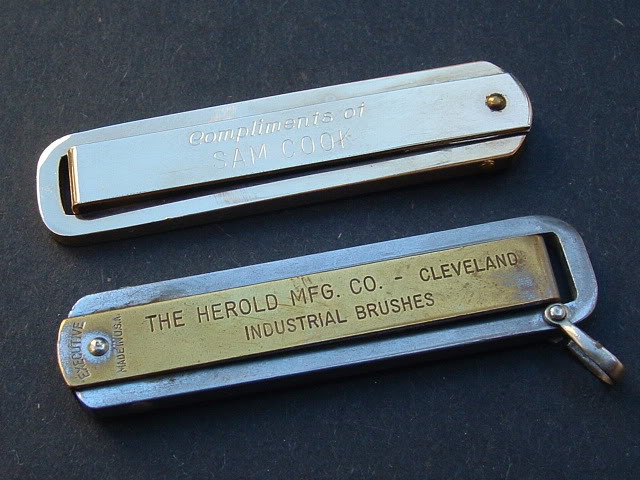 Compliments of
SAM COOK
THE HEROLD MFG. CO. - CLEVELAND
INDUSTRIAL BRUSHES
EXECUTIVE
MADE IN U.S.A.